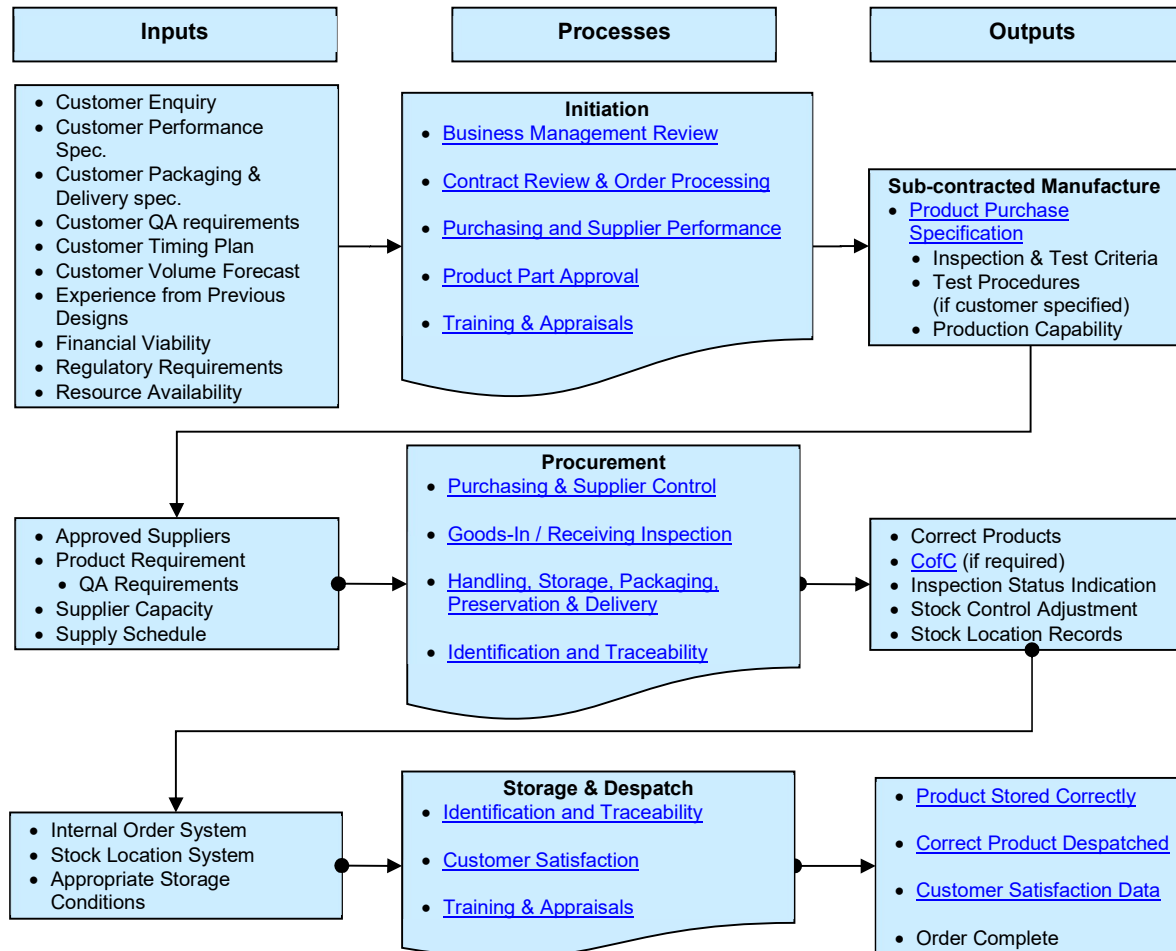 Inputs
Processes
Outputs
Customer Enquiry
Customer Performance
Spec.
Customer Packaging &
Delivery spec.
Customer QA requirements
Customer Timing Plan
Customer Volume Forecast
Experience from Previous
Designs
Financial Viability
Regulatory Requirements
Resource Availability
Initiation
Business Management Review
Contract Review & Order Processing
Purchasing and Supplier Performance
Product Part Approval
Training & Appraisals
Sub-contracted Manufacture
Product Purchase
Specification
Inspection & Test Criteria
Test Procedures
(if customer specified)
Production Capability
Approved Suppliers
Product Requirement
QA Requirements
Supplier Capacity
Supply Schedule
Procurement
Purchasing & Supplier Control
Goods-In / Receiving Inspection
Handling, Storage, Packaging,
Preservation & Delivery
Identification and Traceability
Correct Products
CofC (if required)
Inspection Status Indication
Stock Control Adjustment
Stock Location Records
Internal Order System
Stock Location System
Appropriate Storage
Conditions
Storage & Despatch
Identification and Traceability
Customer Satisfaction
Training & Appraisals
Product Stored Correctly
Correct Product Despatched
Customer Satisfaction Data
Order Complete